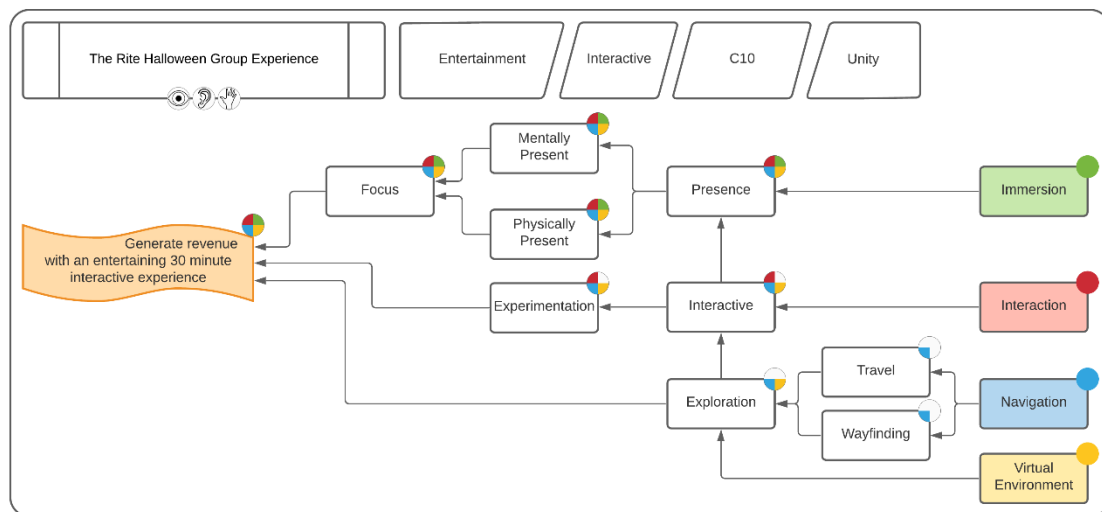 The Rite Halloween Group Experience
Entertainment
Interactive
C10
Unity
Mentally
Present
Focus
Presence
Immersion
Physically
Present
Generate revenue
with an entertaining 30 minute
interactive experience
Experimentation
Interactive
Interaction
Travel
Exploration
Navigation
Wayfinding
Virtual
Environment